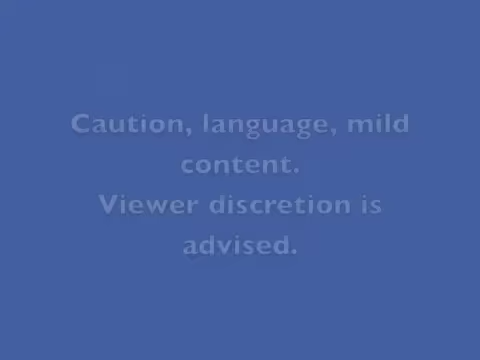 Caution, language, mild
content.
Viewer discretion is
advised.